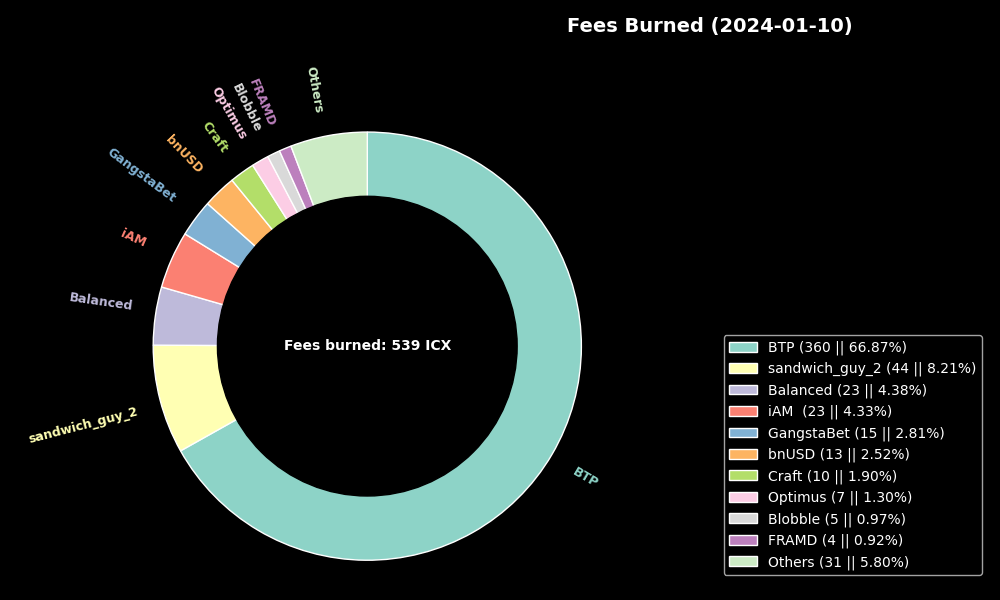 Fees Burned (2024-01-10)
Others
FRAMD
Blobble
Optimus
Craft
bnUSD
GangstaBet
iAM
Balanced
sandwich_guy_2
BTP
Fees burned: 539 ICX
BTP (360 || 66.87%)
sandwich_guy_2 (44 || 8.21%)
Balanced (23 || 4.38%)
iAM  (23 || 4.33%)
GangstaBet (15 || 2.81%)
bnUSD (13 || 2.52%)
Craft (10 || 1.90%)
Optimus (7 || 1.30%)
Blobble (5 || 0.97%)
FRAMD (4 || 0.92%)
Others (31 || 5.80%)